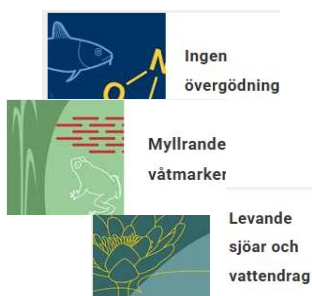 Ingen
övergödning
Myllrande
våtmarker
Levande
sjöar och
vattendrag
O N